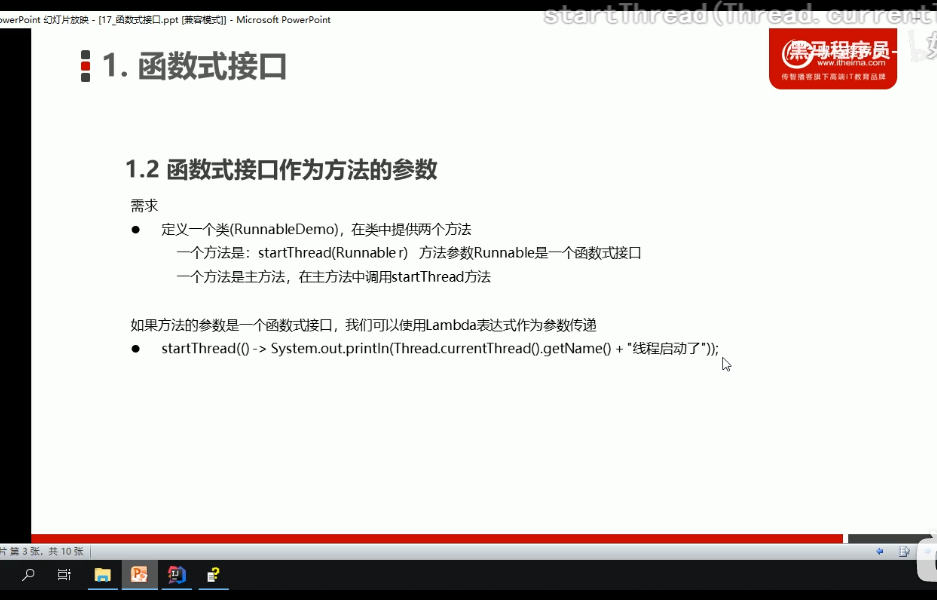 owerPoint 幻灯片放映 - [17_函数式接口.ppt [兼容模式]] - Microsoft PowerPoint
startThread(Thread.currentT
1. 函数式接口
黑马程序员
www.itheima.com
传智播客旗下高端IT教育品牌
1.2 函数式接口作为方法的参数
需求
● 定义一个类(RunnableDemo)，在类中提供两个方法
一个方法是：startThread(Runnable r) 方法参数Runnable是一个函数式接口
一个方法是主方法，在主方法中调用startThread方法
如果方法的参数是一个函数式接口，我们可以使用Lambda表达式作为参数传递
● startThread(() -> System.out.println(Thread.currentThread().getName() + "线程启动了"));
片 第 3 张，共 10 张